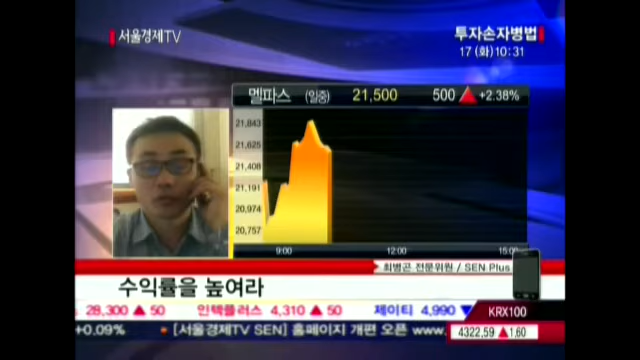 서울경제TV
투자손자병법
17 (화) 10:31
멜파스 (일중) 21,500 500 ▲ +2.38%
21,843
21,625
21,408
21,191
20,974
20,757
9:00 12:00 15:00
최병곤 전문위원 / SEN Plus
수익률을 높여라
28,300 ▲ 50 인텍플러스 4,310 ▲ 50 제이티 4,990
KRX100
+0.09% [서울경제TV SEN] 홈페이지 개편 오픈 www.
4322,59 ▲ 1,60